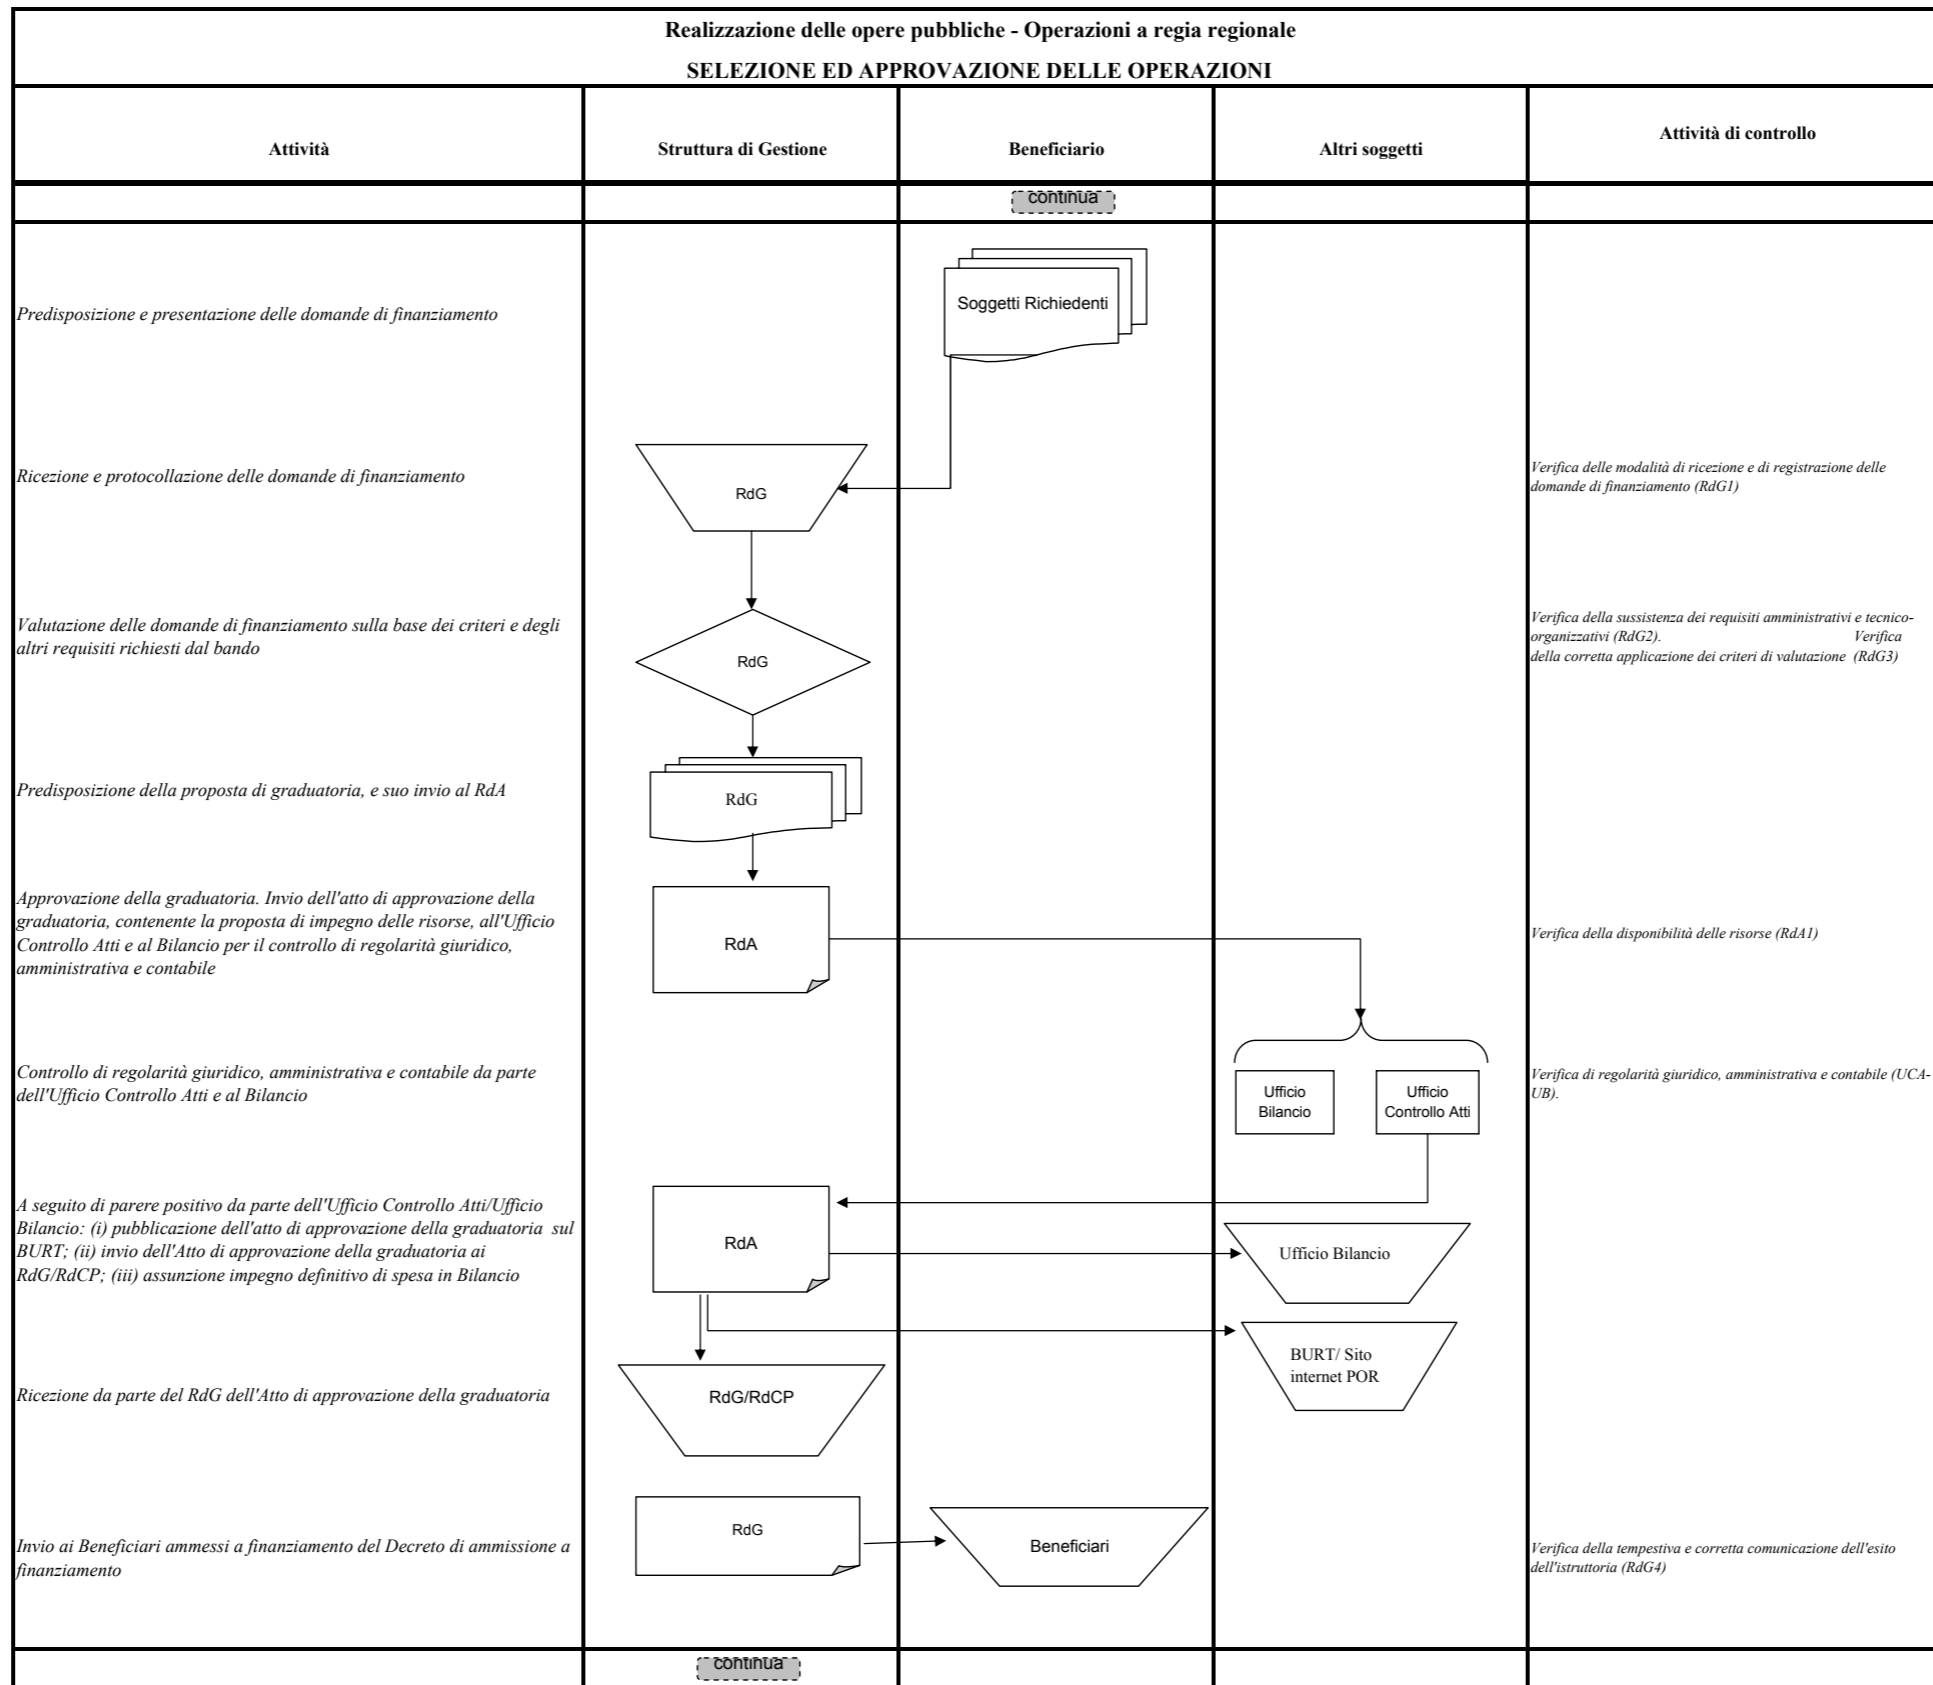 Realizzazione delle opere pubbliche - Operazioni a regia regionale
SELEZIONE ED APPROVAZIONE DELLE OPERAZIONI
Attività
Struttura di Gestione
Beneficiario
Altri soggetti
Attività di controllo
continua
Predisposizione e presentazione delle domande di finanziamento
Soggetti Richiedenti
Ricezione e protocollazione delle domande di finanziamento
RdG
Verifica delle modalità di ricezione e di registrazione delle
domande di finanziamento (RdG1)
Valutazione delle domande di finanziamento sulla base dei criteri e degli
altri requisiti richiesti dal bando
RdG
Verifica della sussistenza dei requisiti amministrativi e tecnico-
organizzativi (RdG2). Verifica
della corretta applicazione dei criteri di valutazione (RdG3)
Predisposizione della proposta di graduatoria, e suo invio al RdA
RdG
Approvazione della graduatoria. Invio dell'atto di approvazione della
graduatoria, contenente la proposta di impegno delle risorse, all'Ufficio
Controllo Atti e al Bilancio per il controllo di regolarità giuridico,
amministrativa e contabile
RdA
Verifica della disponibilità delle risorse (RdA1)
Controllo di regolarità giuridico, amministrativa e contabile da parte
dell'Ufficio Controllo Atti e al Bilancio
Ufficio
Bilancio
Ufficio
Controllo Atti
Verifica di regolarità giuridico, amministrativa e contabile (UCA-
UB).
A seguito di parere positivo da parte dell'Ufficio Controllo Atti/Ufficio
Bilancio: (i) pubblicazione dell'atto di approvazione della graduatoria sul
BURT; (ii) invio dell'Atto di approvazione della graduatoria ai
RdG/RdCP; (iii) assunzione impegno definitivo di spesa in Bilancio
RdA
Ufficio Bilancio
BURT/ Sito
internet POR
Ricezione da parte del RdG dell'Atto di approvazione della graduatoria
RdG/RdCP
Invio ai Beneficiari ammessi a finanziamento del Decreto di ammissione a
finanziamento
RdG
Beneficiari
Verifica della tempestiva e corretta comunicazione dell'esito
dell'istruttoria (RdG4)
continua